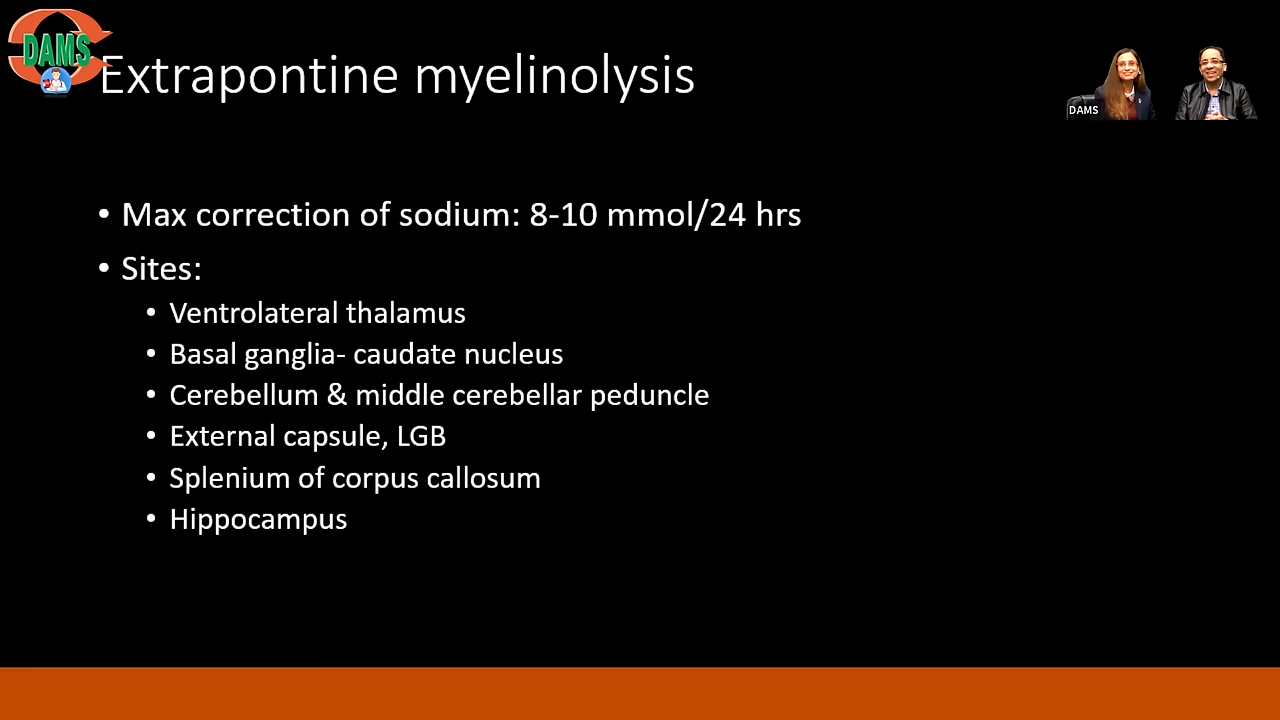 DAMS
Extrapontine myelinolysis
DAMS
• Max correction of sodium: 8-10 mmol/24 hrs
• Sites:
• Ventrolateral thalamus
• Basal ganglia- caudate nucleus
• Cerebellum & middle cerebellar peduncle
• External capsule, LGB
• Splenium of corpus callosum
• Hippocampus